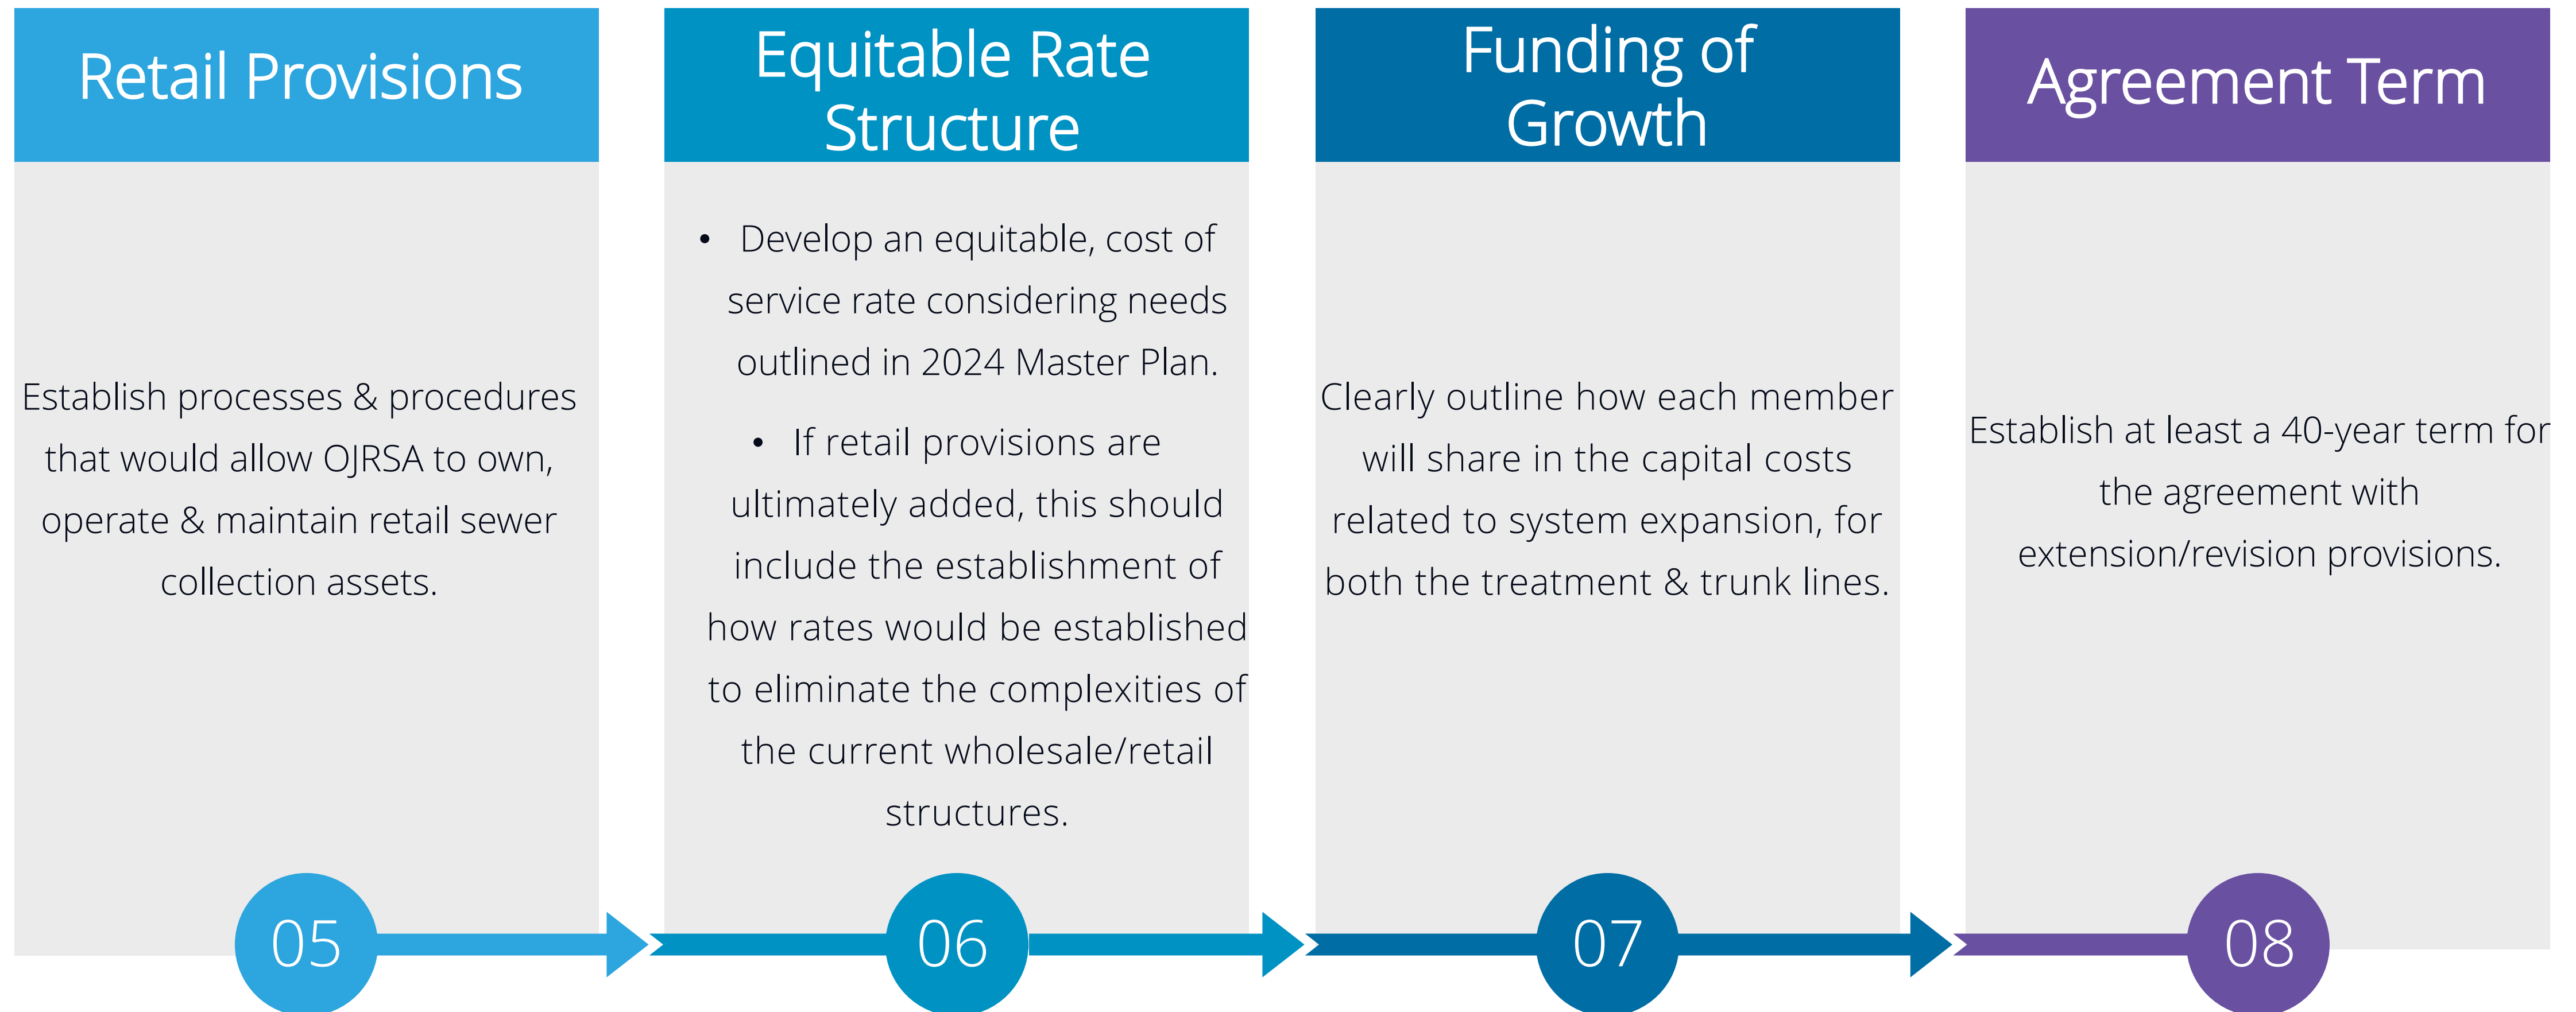 Retail Provisions
Establish processes & procedures
that would allow OJRSA to own,
operate & maintain retail sewer
collection assets.
05
Equitable Rate
Structure
• Develop an equitable, cost of
service rate considering needs
outlined in 2024 Master Plan.
• If retail provisions are
ultimately added, this should
include the establishment of
how rates would be established
to eliminate the complexities of
the current wholesale/retail
structures.
06
Funding of
Growth
Clearly outline how each member
will share in the capital costs
related to system expansion, for
both the treatment & trunk lines.
07
Agreement Term
Establish at least a 40-year term for
the agreement with
extension/revision provisions.
08